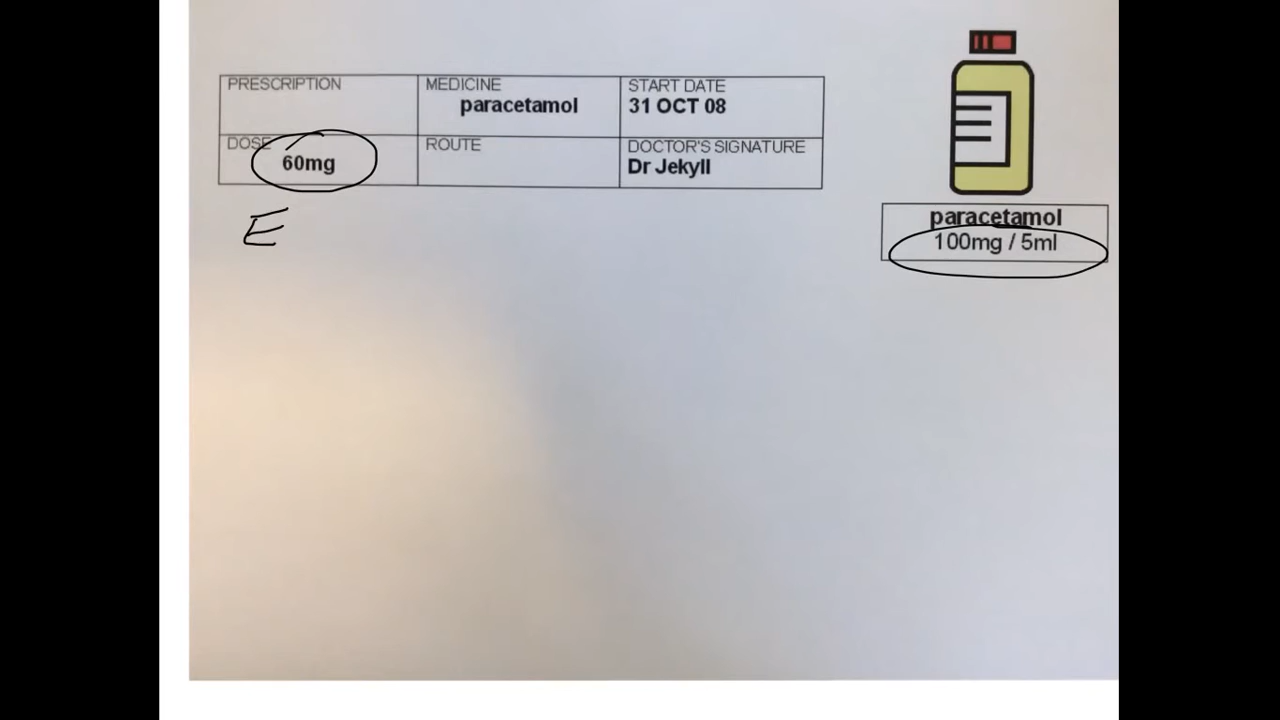 PRESCRIPTION
MEDICINE
paracetamol
START DATE
31 OCT 08
DOSE
60mg
ROUTE
DOCTOR'S SIGNATURE
Dr Jekyll
paracetamol
100mg / 5ml
E